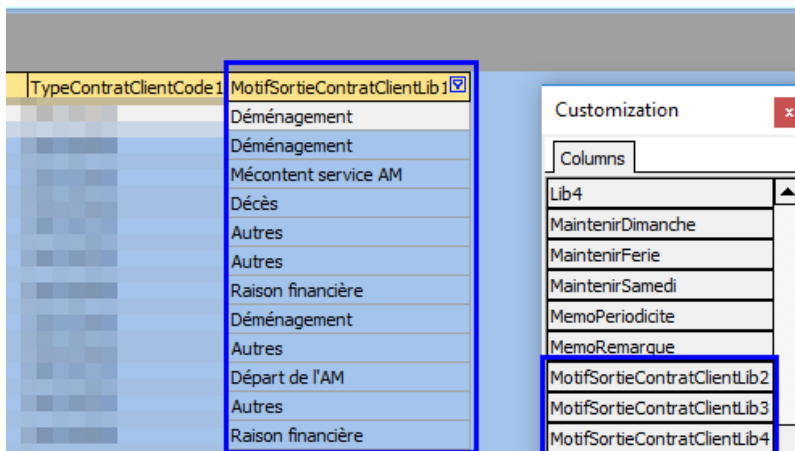 TypeContratClientCode1 MotifSortieContratClientLib1
Déménagement
Déménagement
Mécontent service AM
Décès
Autres
Autres
Raison financière
Déménagement
Autres
Départ de l'AM
Autres
Raison financière
Customization
x
Columns
Lib4
MaintenirDimanche
MaintenirFerie
MaintenirSamedi
MemoPeriodicite
MemoRemarque
MotifSortieContratClientLib2
MotifSortieContratClientLib3
MotifSortieContratClientLib4